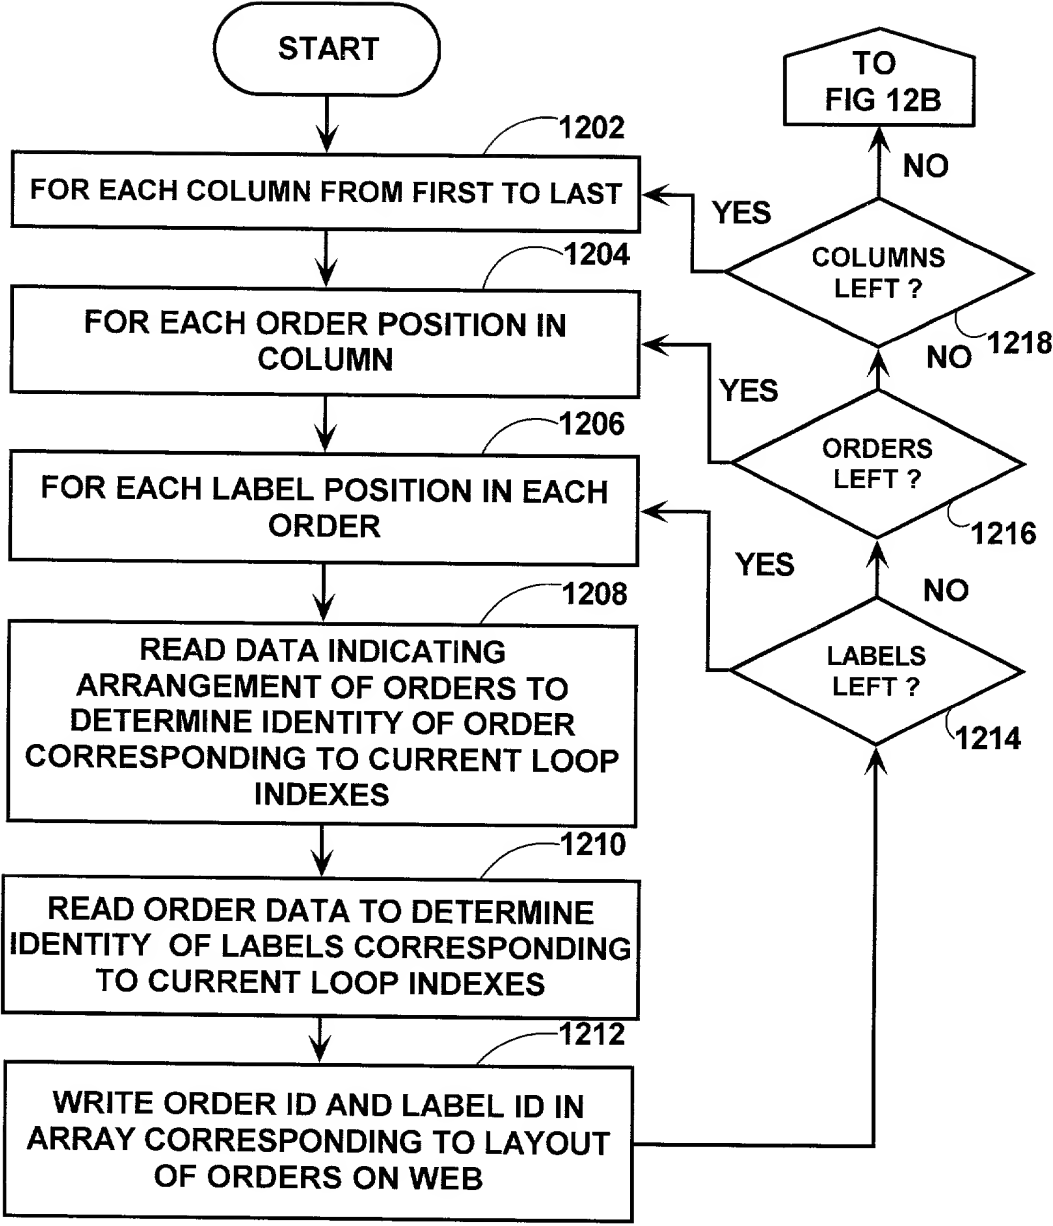 START
1202
FOR EACH COLUMN FROM FIRST TO LAST
1204
FOR EACH ORDER POSITION IN
COLUMN
1206
FOR EACH LABEL POSITION IN EACH
ORDER
1208
READ DATA INDICATING
ARRANGEMENT OF ORDERS TO
DETERMINE IDENTITY OF ORDER
CORRESPONDING TO CURRENT LOOP
INDEXES
1210
READ ORDER DATA TO DETERMINE
IDENTITY OF LABELS CORRESPONDING
TO CURRENT LOOP INDEXES
1212
WRITE ORDER ID AND LABEL ID IN
ARRAY CORRESPONDING TO LAYOUT
OF ORDERS ON WEB
TO
FIG 12B
NO
YES
COLUMNS
LEFT ?
1218
NO
YES
ORDERS
LEFT ?
1216
YES
NO
LABELS
LEFT ?
1214